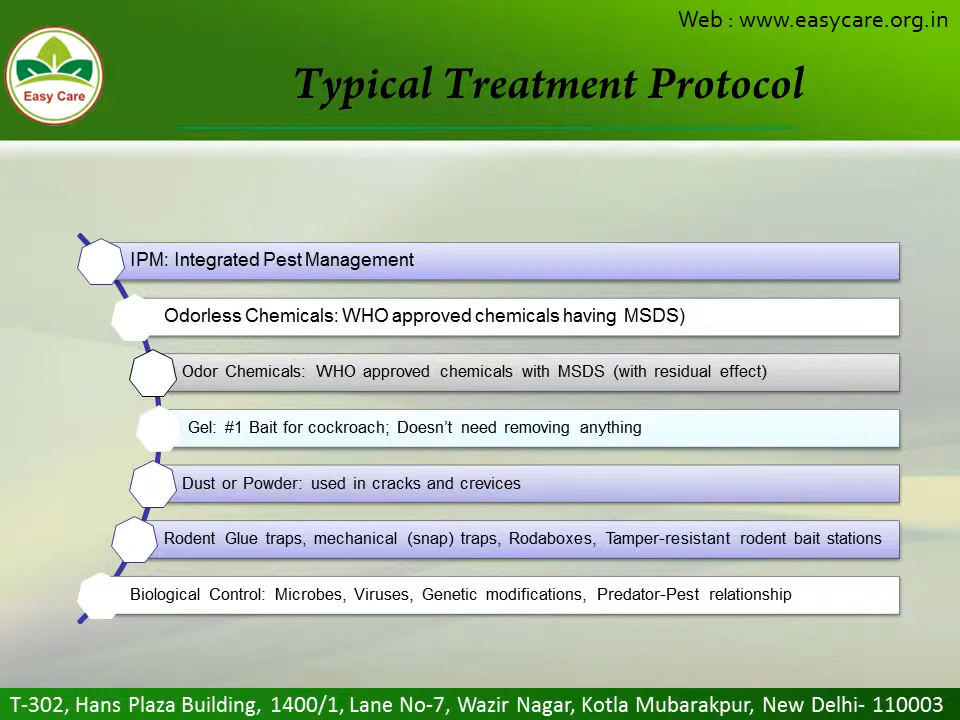 Web : www.easycare.org.in
Easy Care
Typical Treatment Protocol
IPM: Integrated Pest Management
Odorless Chemicals: WHO approved chemicals having MSDS)
Odor Chemicals: WHO approved chemicals with MSDS (with residual effect)
Gel: #1 Bait for cockroach; Doesn’t need removing anything
Dust or Powder: used in cracks and crevices
Rodent Glue traps, mechanical (snap) traps, Rodaboxes, Tamper-resistant rodent bait stations
Biological Control: Microbes, Viruses, Genetic modifications, Predator-Pest relationship
T-302, Hans Plaza Building, 1400/1, Lane No-7, Wazir Nagar, Kotla Mubarakpur, New Delhi- 110003